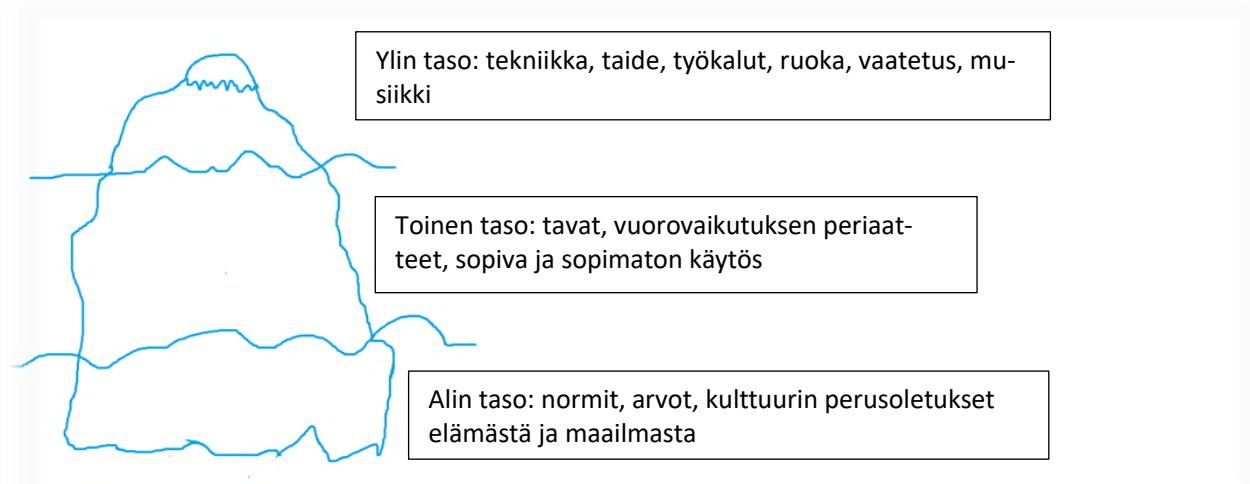 Ylin taso: tekniikka, taide, työkalut, ruoka, vaatetus, mu-
siikki
Toinen taso: tavat, vuorovaikutuksen periaat-
teet, sopiva ja sopimaton käytös
Alin taso: normit, arvot, kulttuurin perusoletukset
elämästä ja maailmasta